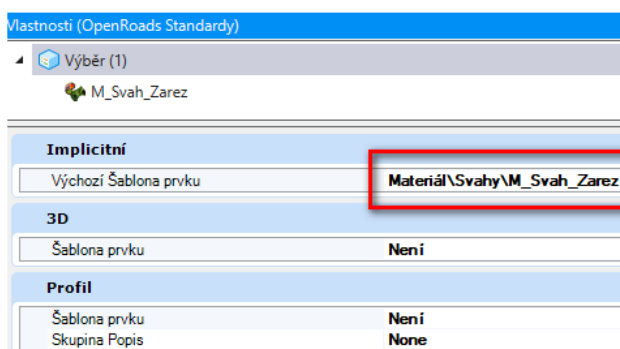 Vlastnosti (OpenRoads Standardy)
Výběr (1)
M_Svah_Zarez
Implicitní
Výchozí Šablona prvku Materiál\Svahy\M_Svah_Zarez
3D
Šablona prvku Není
Profil
Šablona prvku Není
Skupina Popis None